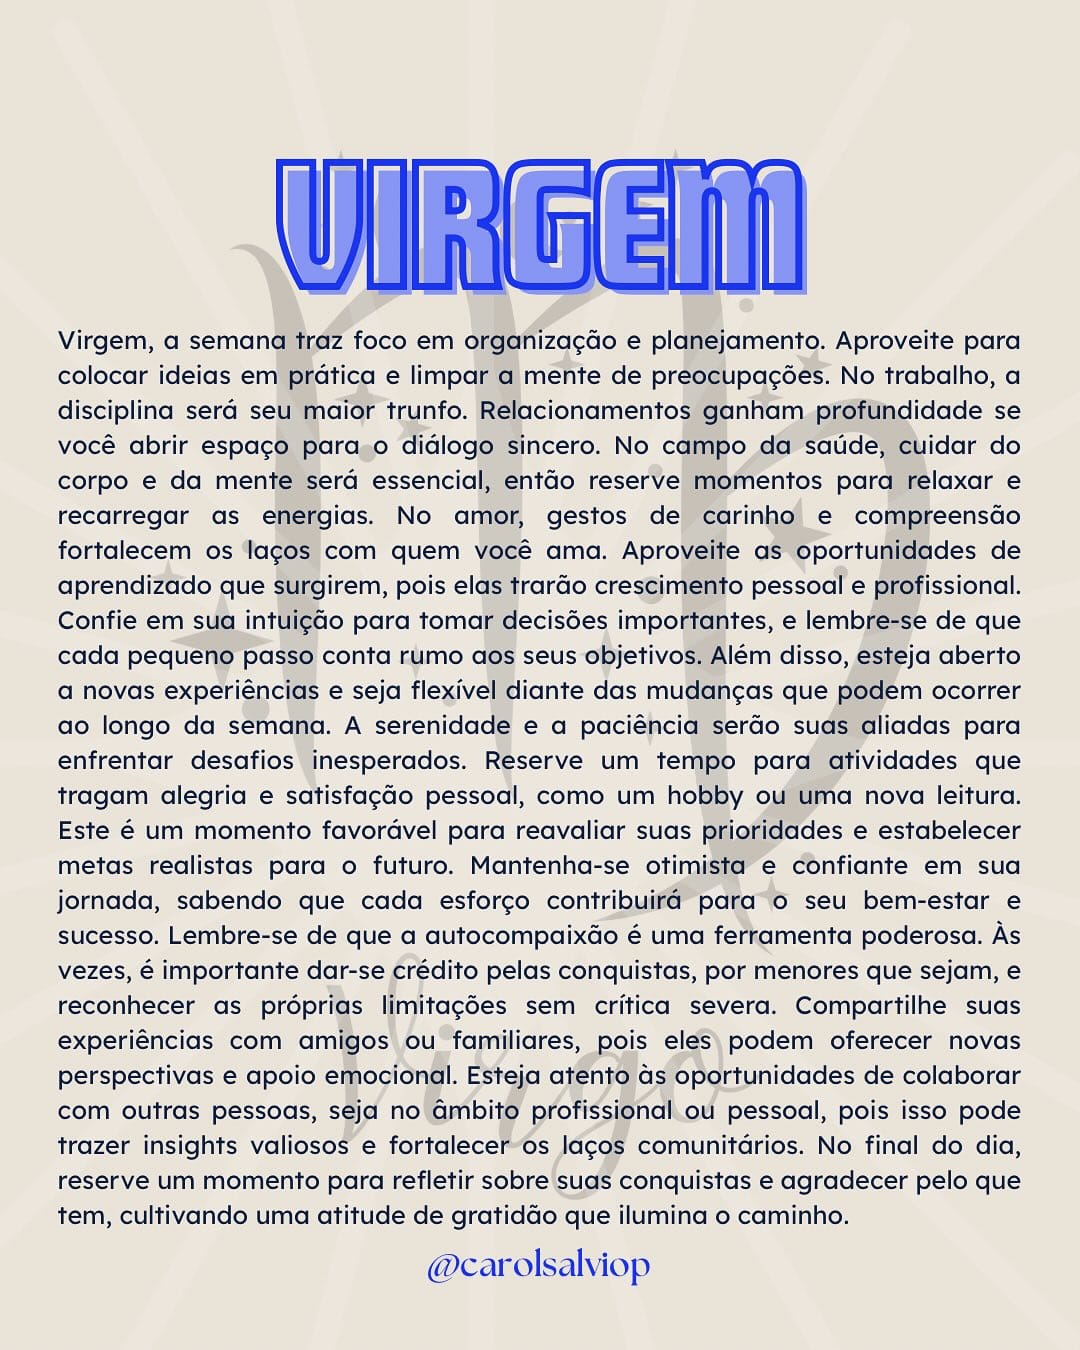 VIRGEM
Virgem, a semana traz foco em organização e planejamento. Aproveite para
colocar ideias em prática e limpar a mente de preocupações. No trabalho, a
disciplina será seu maior trunfo. Relacionamentos ganham profundidade se
você abrir espaço para o diálogo sincero. No campo da saúde, cuidar do
corpo e da mente será essencial, então reserve momentos para relaxar e
recarregar as energias. No amor, gestos de carinho e compreensão
fortalecem os laços com quem você ama. Aproveite as oportunidades de
aprendizado que surgirem, pois elas trarão crescimento pessoal e profissional.
Confie em sua intuição para tomar decisões importantes, e lembre-se de que
cada pequeno passo conta rumo aos seus objetivos. Além disso, esteja aberto
a novas experiências e seja flexível diante das mudanças que podem ocorrer
ao longo da semana. A serenidade e a paciência serão suas aliadas para
enfrentar desafios inesperados. Reserve um tempo para atividades que
tragam alegria e satisfação pessoal, como um hobby ou uma nova leitura.
Este é um momento favorável para reavaliar suas prioridades e estabelecer
metas realistas para o futuro. Mantenha-se otimista e confiante em sua
jornada, sabendo que cada esforço contribuirá para o seu bem-estar e
sucesso. Lembre-se de que a autocompaixão é uma ferramenta poderosa. Às
vezes, é importante dar-se crédito pelas conquistas, por menores que sejam, e
reconhecer as próprias limitações sem crítica severa. Compartilhe suas
experiências com amigos ou familiares, pois eles podem oferecer novas
perspectivas e apoio emocional. Esteja atento às oportunidades de colaborar
com outras pessoas, seja no âmbito profissional ou pessoal, pois isso pode
trazer insights valiosos e fortalecer os laços comunitários. No final do dia,
reserve um momento para refletir sobre suas conquistas e agradecer pelo que
tem, cultivando uma atitude de gratidão que ilumina o caminho.
Virgo
@carolsalviop